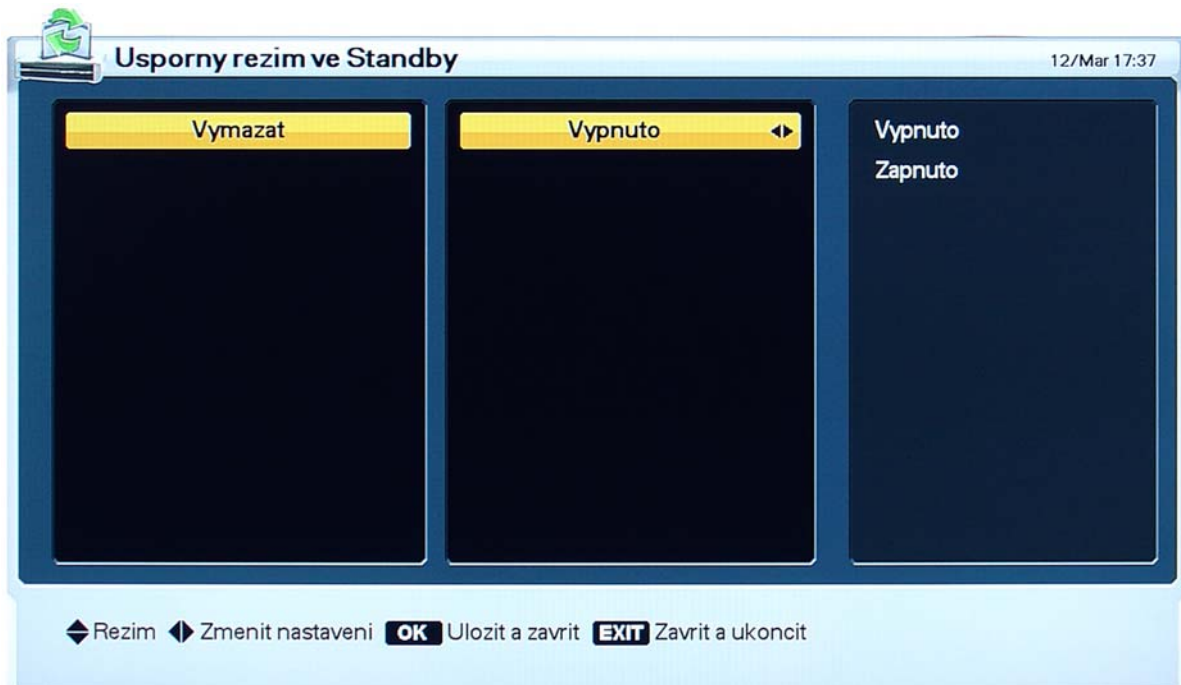 Usporny rezim ve Standby
12/Mar 17:37
Vymazat
Vypnuto
Vypnuto
Zapnuto
Rezim Zmenit nastaveni OK Ulozit a zavrit EXIT Zavrit a ukoncit